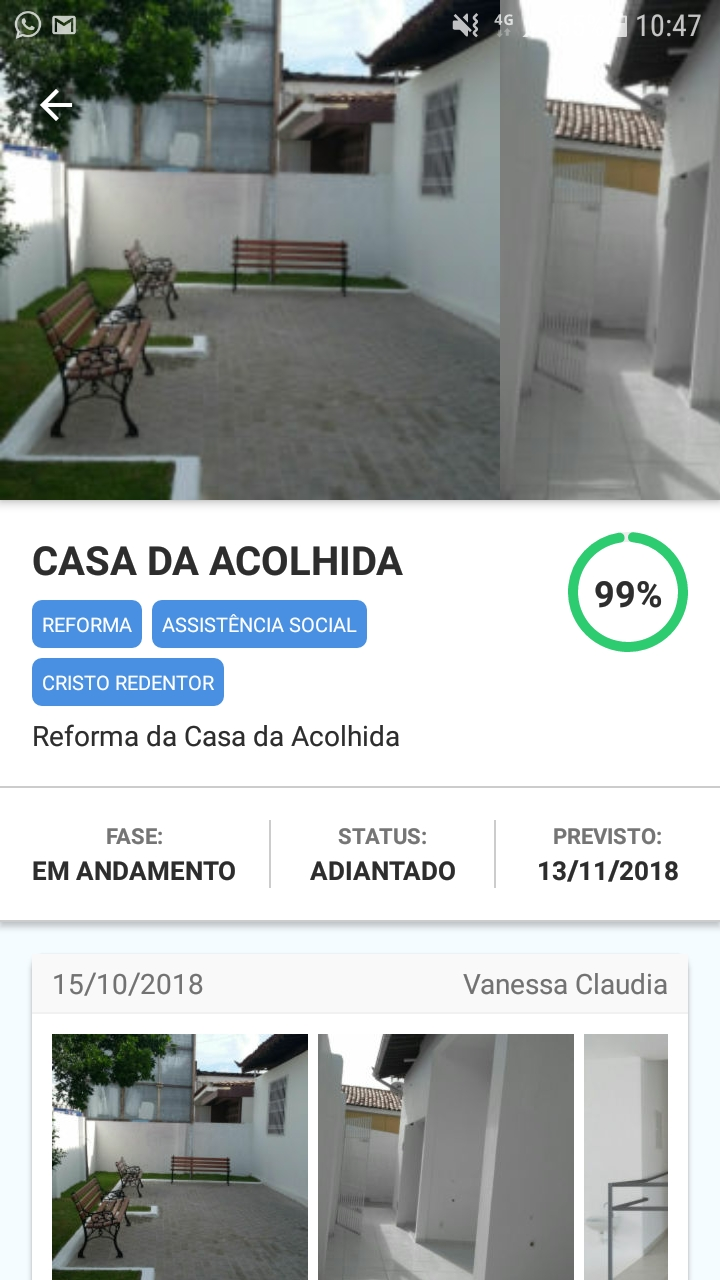 4G 10:47
CASA DA ACOLHIDA
99%
REFORMA ASSISTÊNCIA SOCIAL
CRISTO REDENTOR
Reforma da Casa da Acolhida
FASE: STATUS: PREVISTO:
EM ANDAMENTO ADIANTADO 13/11/2018
15/10/2018 Vanessa Claudia